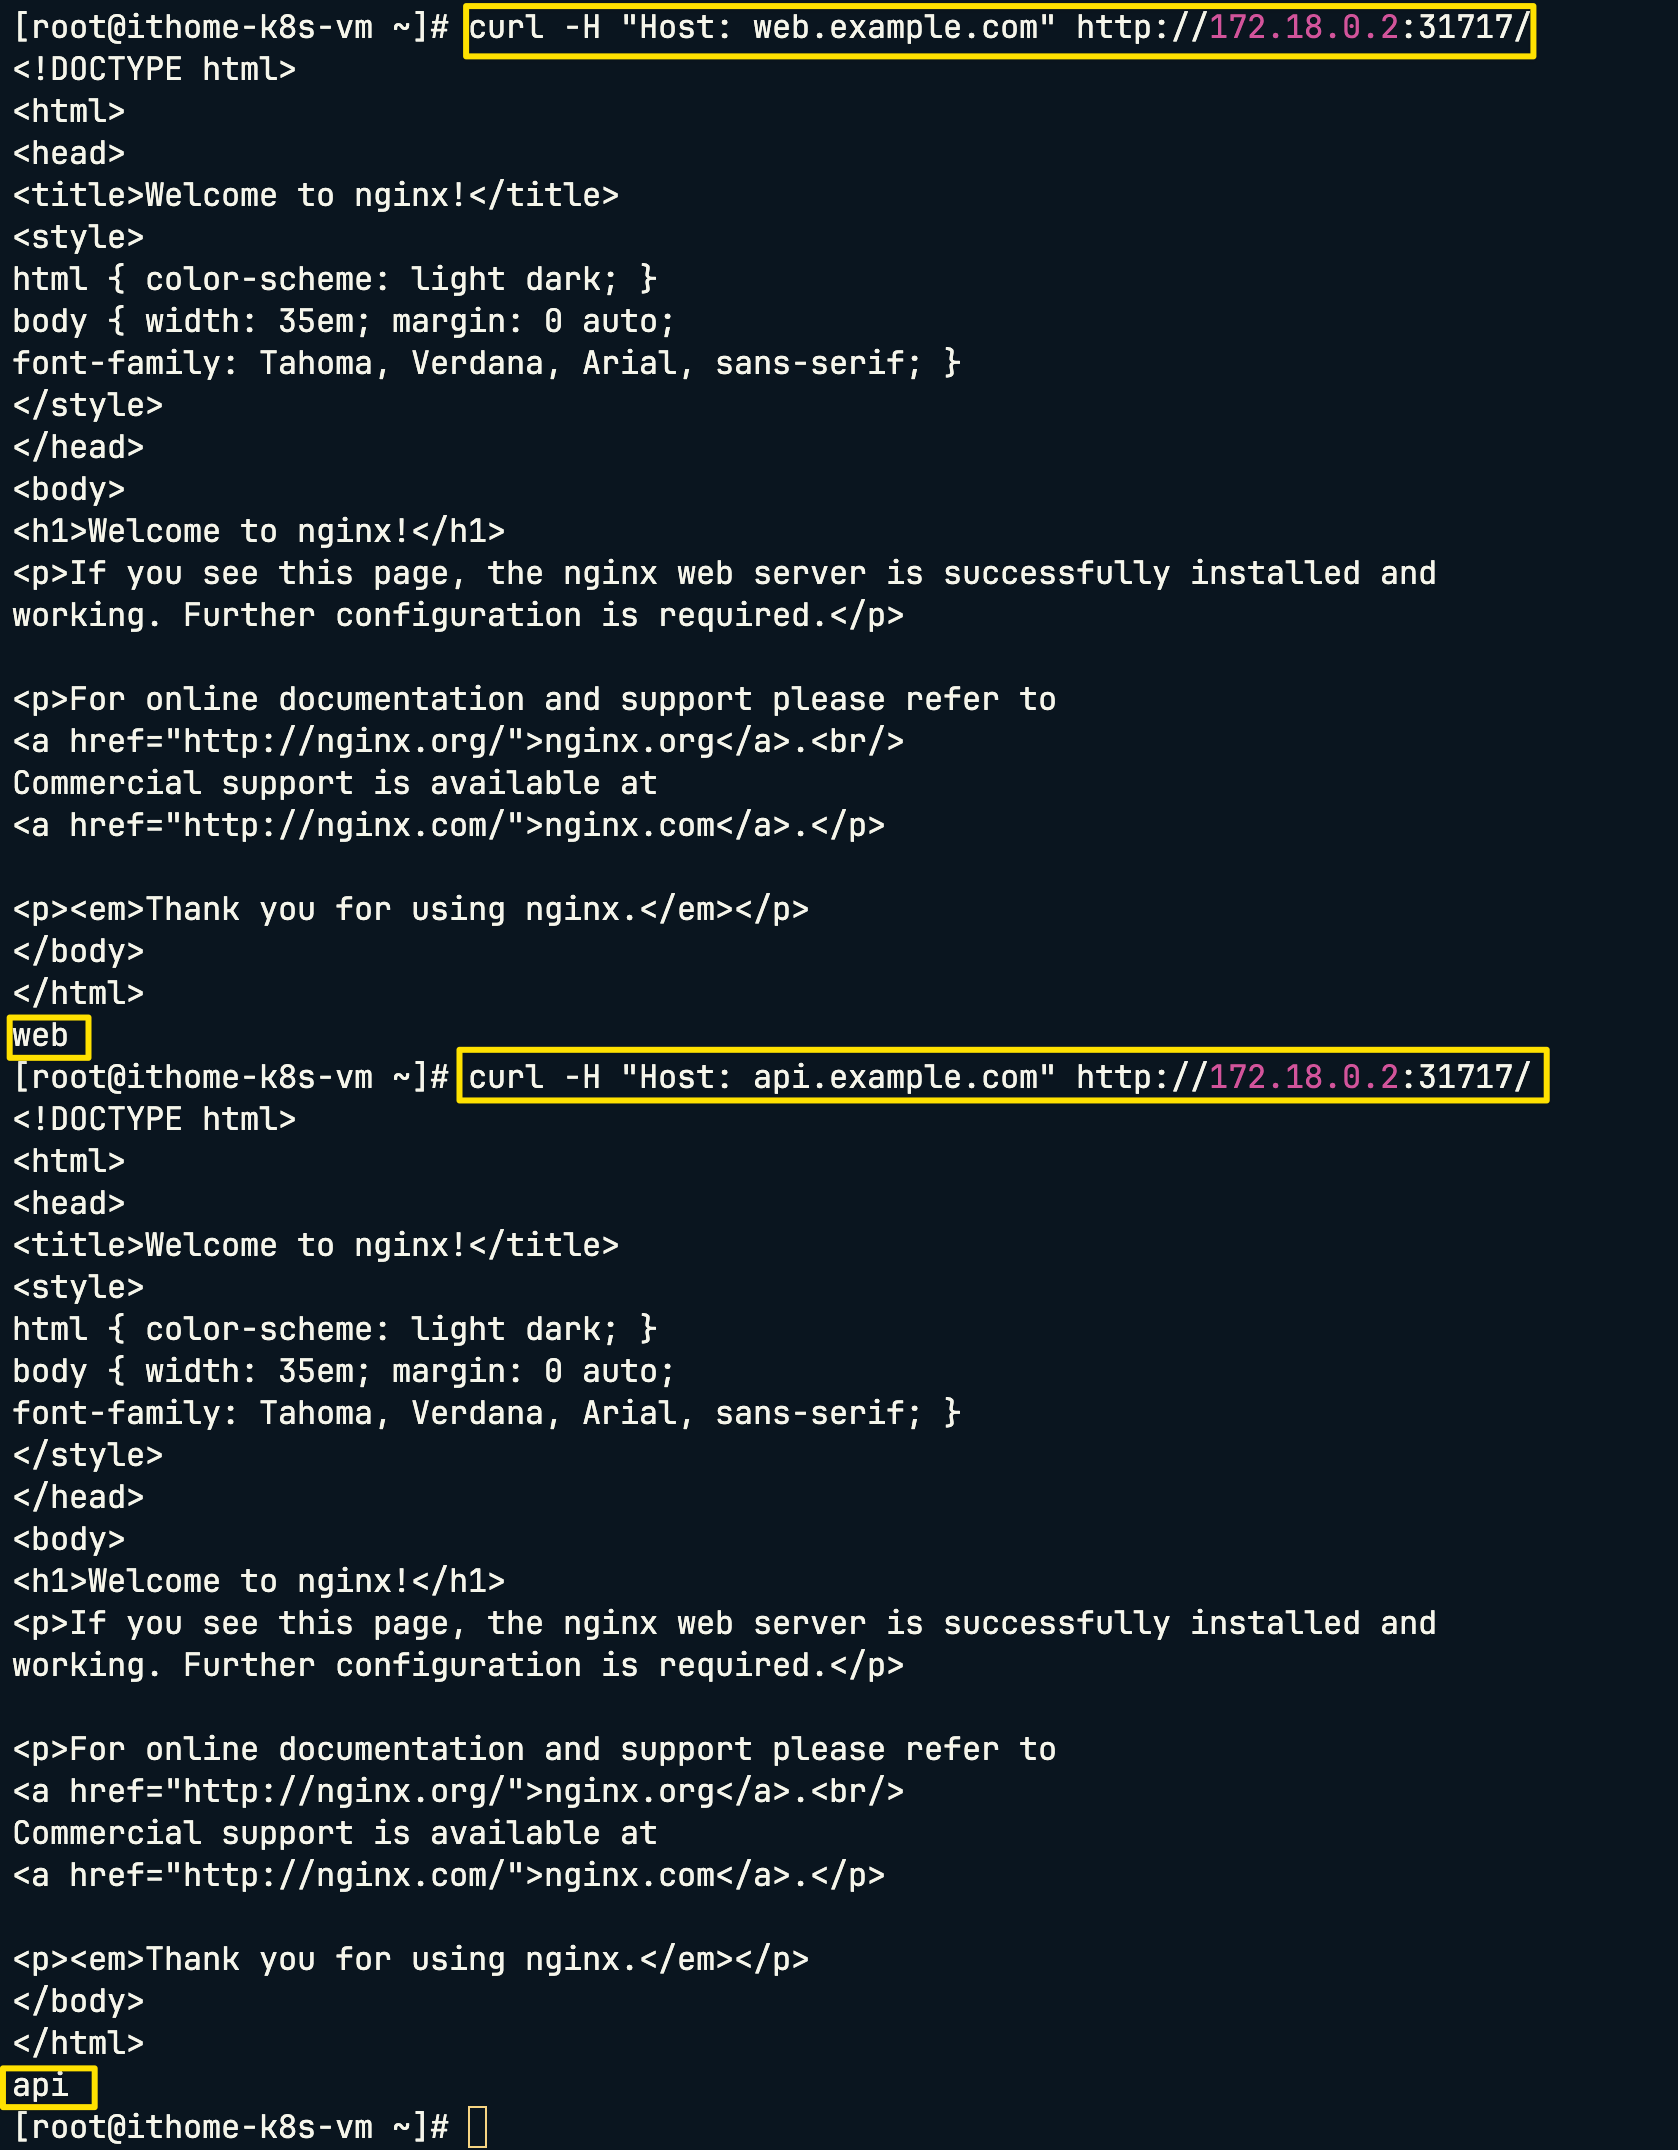 [root@ithome-k8s-vm ~]# curl -H "Host: web.example.com" http://172.18.0.2:31717/
<!DOCTYPE html>
<html>
<head>
<title>Welcome to nginx!</title>
<style>
html { color-scheme: light dark; }
body { width: 35em; margin: 0 auto;
font-family: Tahoma, Verdana, Arial, sans-serif; }
</style>
</head>
<body>
<h1>Welcome to nginx!</h1>
<p>If you see this page, the nginx web server is successfully installed and
working. Further configuration is required.</p>

<p>For online documentation and support please refer to
<a href="http://nginx.org/">nginx.org</a>.<br/>
Commercial support is available at
<a href="http://nginx.com/">nginx.com</a>.</p>

<p><em>Thank you for using nginx.</em></p>
</body>
</html>
web
[root@ithome-k8s-vm ~]# curl -H "Host: api.example.com" http://172.18.0.2:31717/
<!DOCTYPE html>
<html>
<head>
<title>Welcome to nginx!</title>
<style>
html { color-scheme: light dark; }
body { width: 35em; margin: 0 auto;
font-family: Tahoma, Verdana, Arial, sans-serif; }
</style>
</head>
<body>
<h1>Welcome to nginx!</h1>
<p>If you see this page, the nginx web server is successfully installed and
working. Further configuration is required.</p>

<p>For online documentation and support please refer to
<a href="http://nginx.org/">nginx.org</a>.<br/>
Commercial support is available at
<a href="http://nginx.com/">nginx.com</a>.</p>

<p><em>Thank you for using nginx.</em></p>
</body>
</html>
api
[root@ithome-k8s-vm ~]#